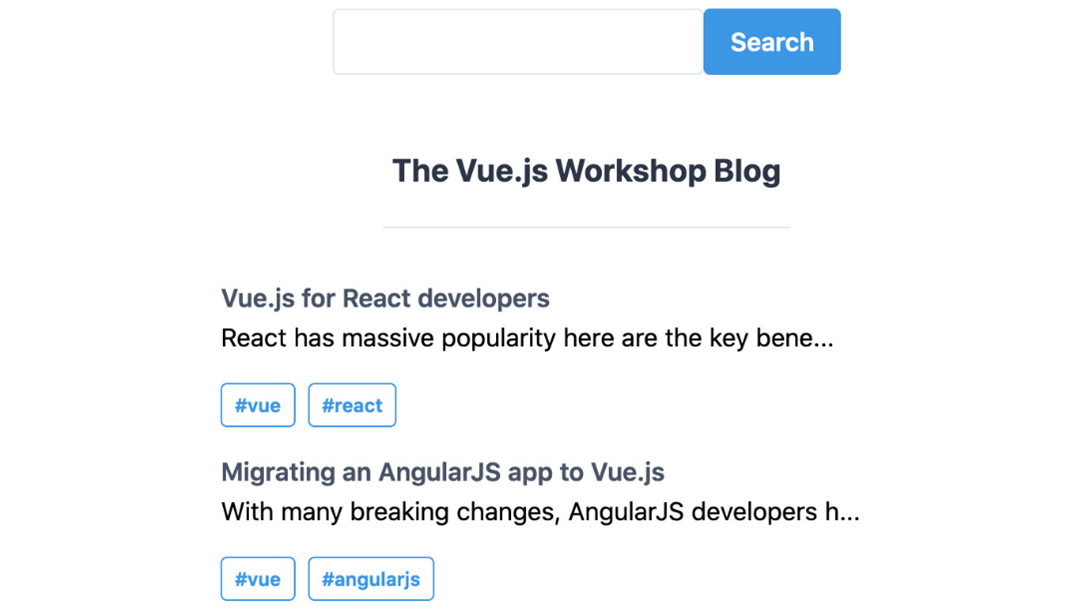 Search
The Vue.js Workshop Blog
Vue.js for React developers
React has massive popularity here are the key bene...
#vue #react
Migrating an AngularJS app to Vue.js
With many breaking changes, AngularJS developers h...
#vue #angularjs